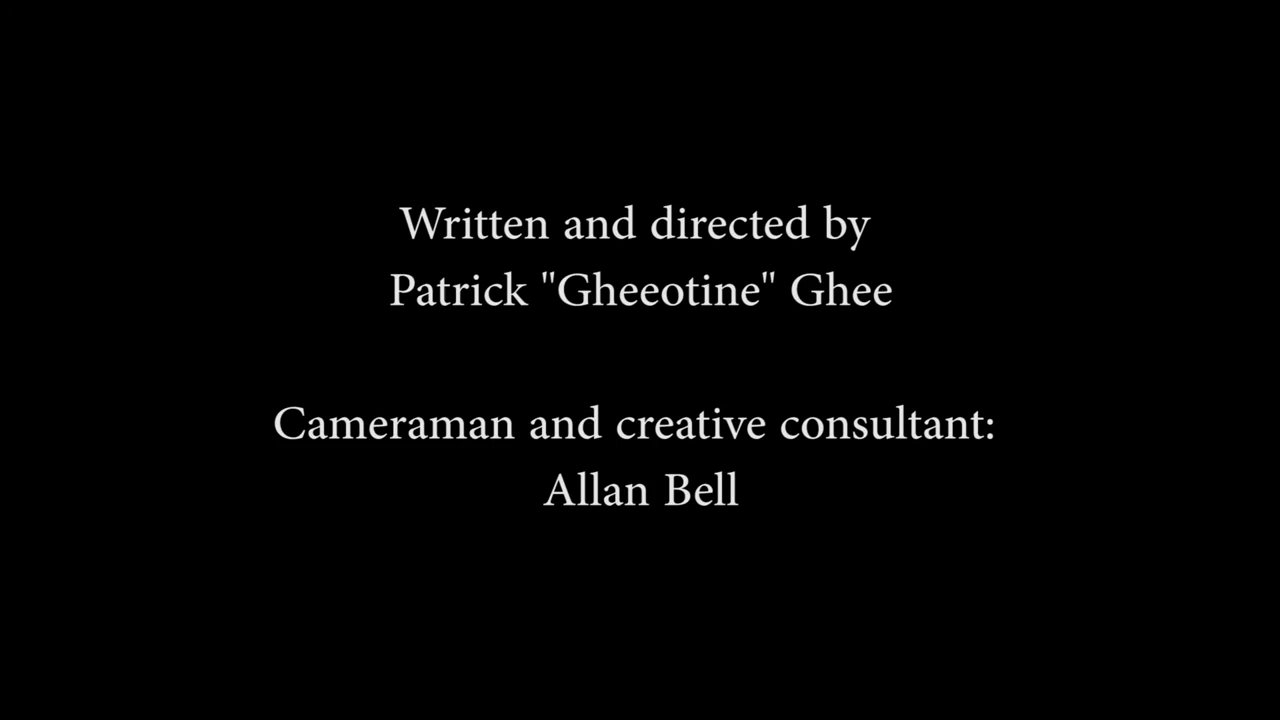 Written and directed by
Patrick "Gheeotine" Ghee
Cameraman and creative consultant:
Allan Bell